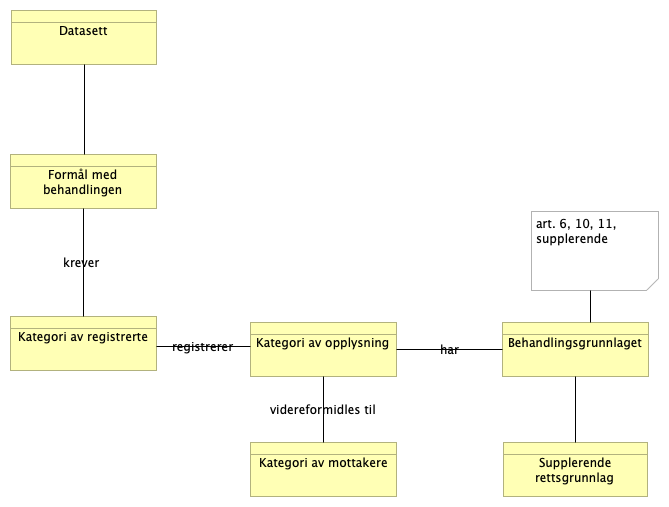 Datasett
Formål med
behandlingen
krever
art. 6, 10, 11,
supplerende
Kategori av registrerte
registrerer
Kategori av opplysning
har
Behandlingsgrunnlaget
videreformidles til
Kategori av mottakere
Supplerende
rettsgrunnlag